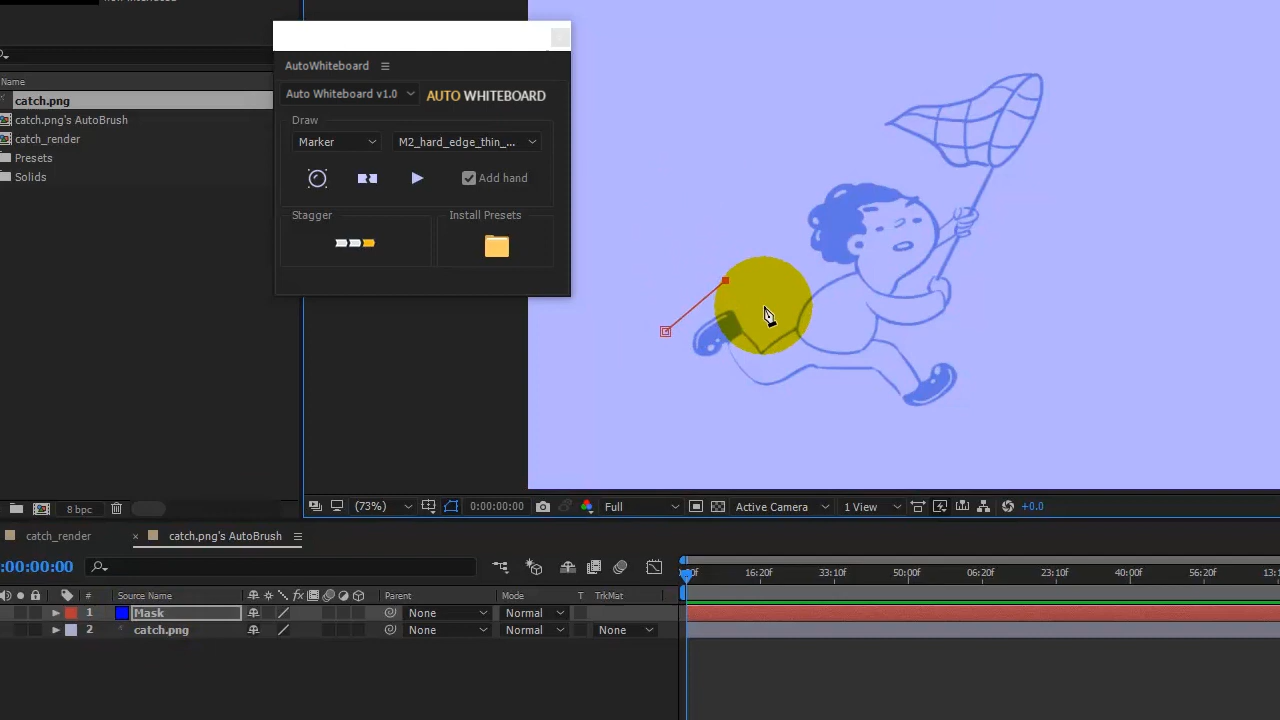 AutoWhiteboard
Auto Whiteboard v1.0
AUTO WHITEBOARD
Draw
Marker
M2_hard_edge_thin_...
Add hand
Stagger
Install Presets
Name
catch.png
catch.png's AutoBrush
catch_render
Presets
Solids
8 bpc
(73%)
0:00:00:00
Full
Active Camera
1 View
+0.0
catch_render
catch.png's AutoBrush
:00:00:00
16:20f
33:10f
50:00f
06:20f
23:10f
40:00f
56:20f
13:1
#
Source Name
fx
Parent
Mode
T
TrkMat
1
Mask
None
Normal
2
catch.png
None
Normal
None